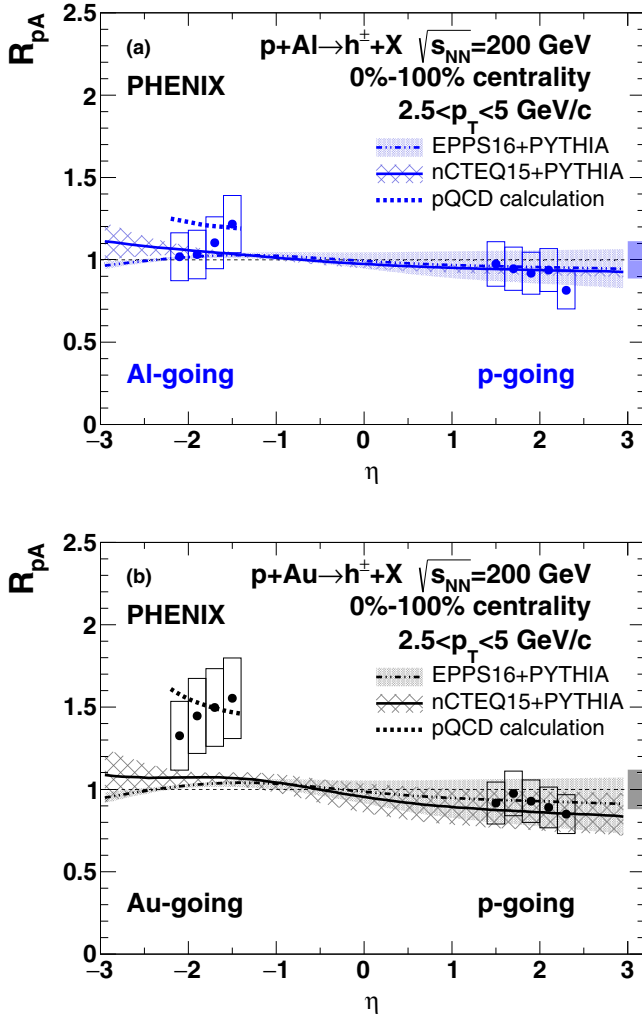 R_pA
2.5
2
1.5
1
0.5
0
(a)
p+Al→h^±+X √s_NN=200 GeV
PHENIX
0%-100% centrality
2.5<p_T<5 GeV/c
EPPS16+PYTHIA
nCTEQ15+PYTHIA
pQCD calculation
Al-going
p-going
−3 −2 −1 0 1 2 3
η
R_pA
2.5
2
1.5
1
0.5
0
(b)
p+Au→h^±+X √s_NN=200 GeV
PHENIX
0%-100% centrality
2.5<p_T<5 GeV/c
EPPS16+PYTHIA
nCTEQ15+PYTHIA
pQCD calculation
Au-going
p-going
−3 −2 −1 0 1 2 3
η